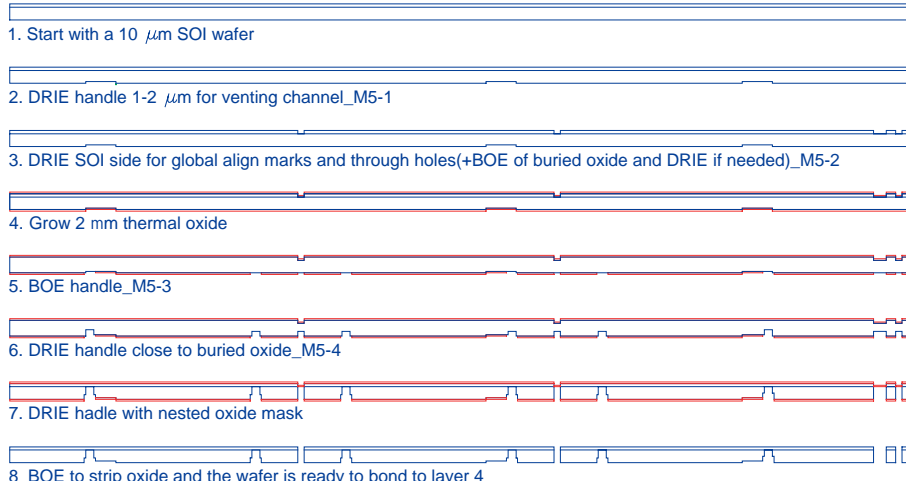 1. Start with a 10 μm SOI wafer
2. DRIE handle 1-2 μm for venting channel_M5-1
3. DRIE SOI side for global align marks and through holes(+BOE of buried oxide and DRIE if needed)_M5-2
4. Grow 2 mm thermal oxide
5. BOE handle_M5-3
6. DRIE handle close to buried oxide_M5-4
7. DRIE hadle with nested oxide mask
8. BOE to strip oxide and the wafer is ready to bond to layer 4